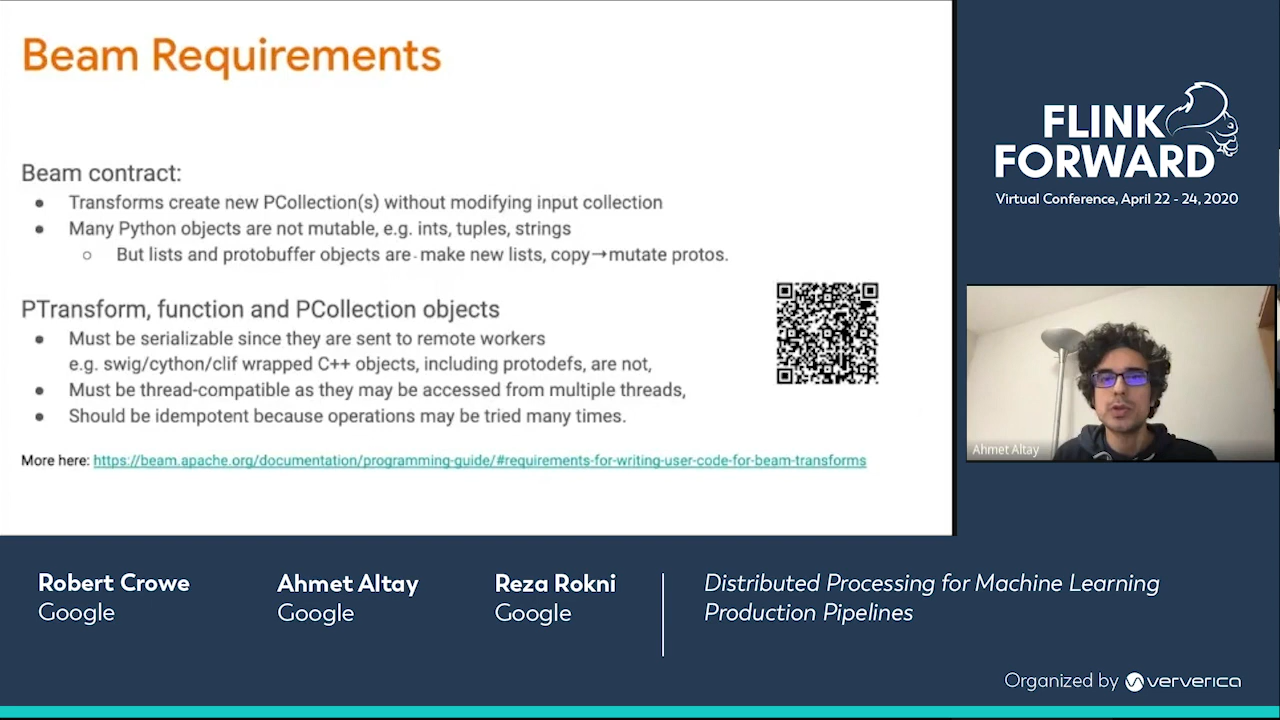 Beam Requirements
Beam contract:
● Transforms create new PCollection(s) without modifying input collection
● Many Python objects are not mutable, e.g. ints, tuples, strings
○ But lists and protobuffer objects are - make new lists, copy→mutate protos.
PTransform, function and PCollection objects
● Must be serializable since they are sent to remote workers
e.g. swig/cython/clif wrapped C++ objects, including protodefs, are not,
● Must be thread-compatible as they may be accessed from multiple threads,
● Should be idempotent because operations may be tried many times.
More here: https://beam.apache.org/documentation/programming-guide/#requirements-for-writing-user-code-for-beam-transforms
FLINK
FORWARD
Virtual Conference, April 22 - 24, 2020
Ahmet Altay
Robert Crowe
Google
Ahmet Altay
Google
Reza Rokni
Google
Distributed Processing for Machine Learning
Production Pipelines
Organized by ververica